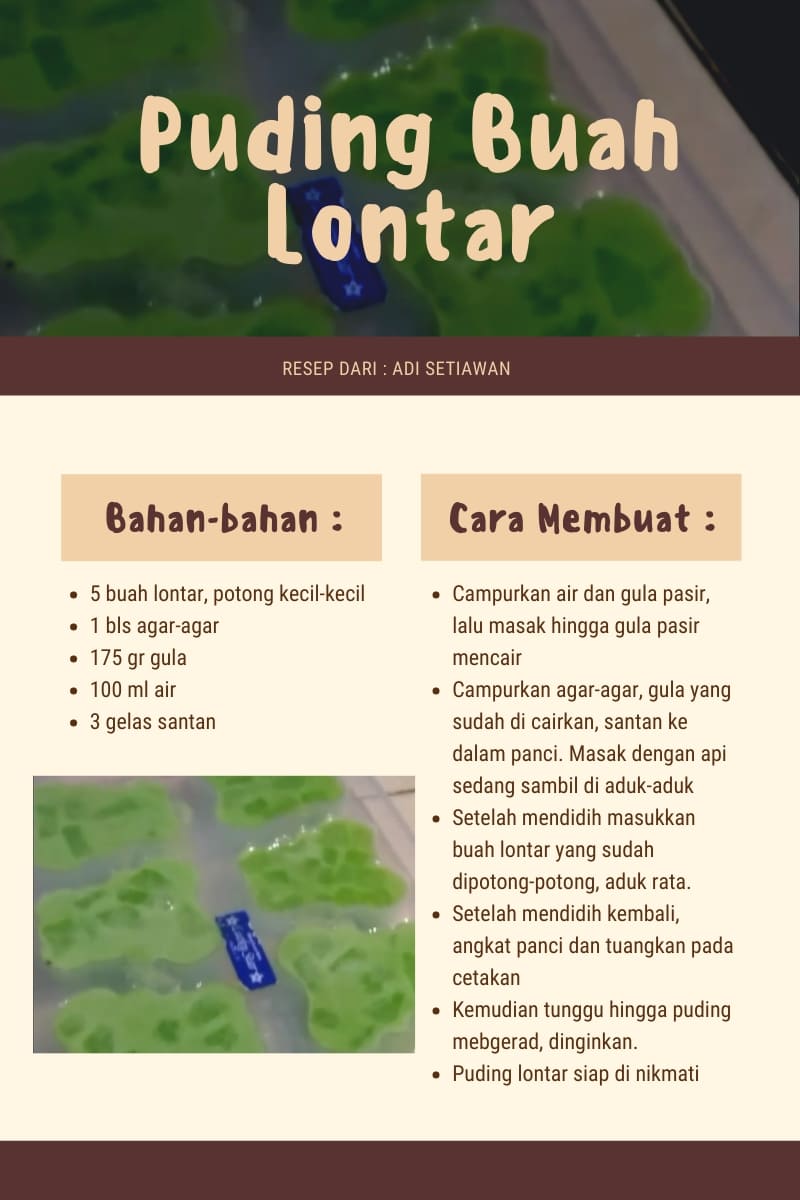 Puding Buah
Lontar
RESEP DARI : ADI SETIAWAN
Bahan-bahan :
• 5 buah lontar, potong kecil-kecil
• 1 bls agar-agar
• 175 gr gula
• 100 ml air
• 3 gelas santan
Cara Membuat :
• Campurkan air dan gula pasir,
lalu masak hingga gula pasir
mencair
• Campurkan agar-agar, gula yang
sudah di cairkan, santan ke
dalam panci. Masak dengan api
sedang sambil di aduk-aduk
• Setelah mendidih masukkan
buah lontar yang sudah
dipotong-potong, aduk rata.
• Setelah mendidih kembali,
angkat panci dan tuangkan pada
cetakan
• Kemudian tunggu hingga puding
mebgerad, dinginkan.
• Puding lontar siap di nikmati